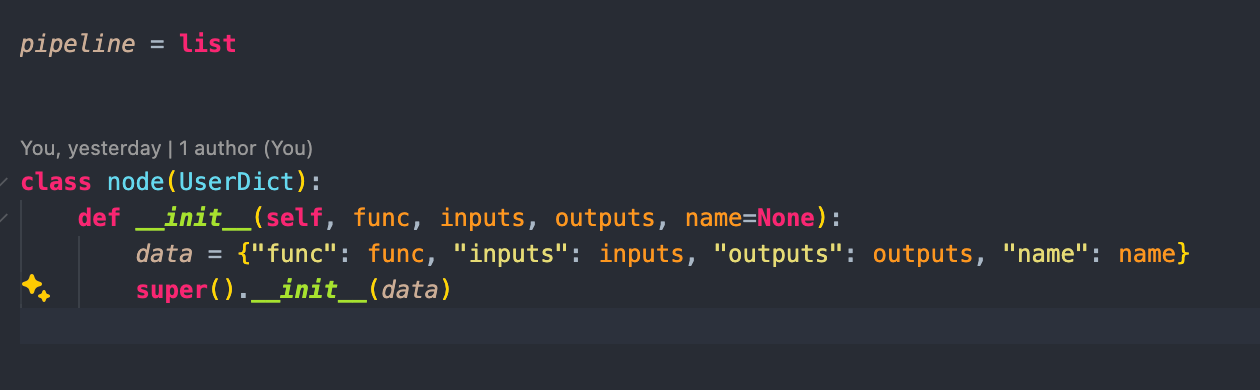 pipeline = list
You, yesterday | 1 author (You)
class node(UserDict):
    def __init__(self, func, inputs, outputs, name=None):
        data = {"func": func, "inputs": inputs, "outputs": outputs, "name": name}
        super().__init__(data)